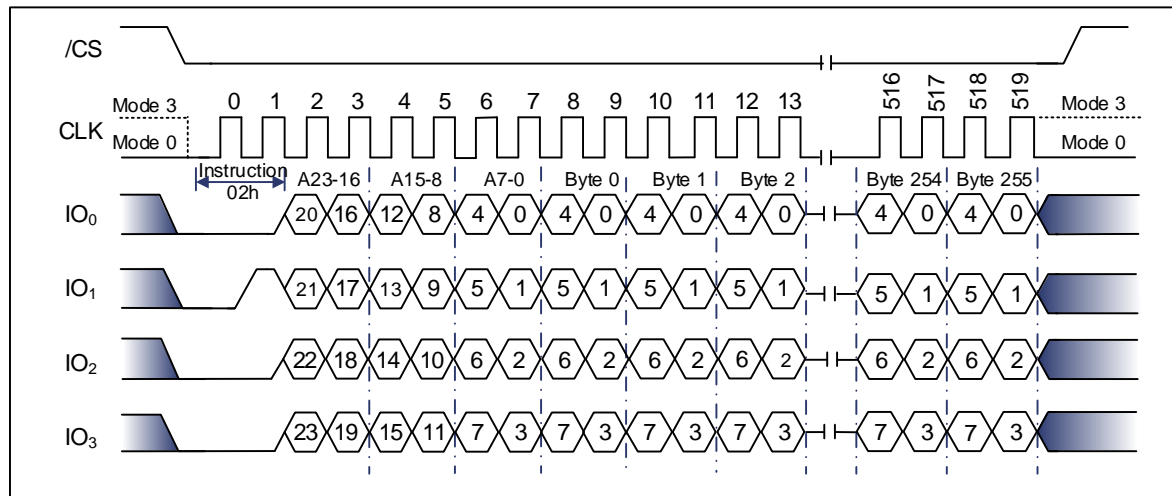 /CS
0 1 2 3 4 5 6 7 8 9 10 11 12 13 516 517 518 519
Mode 3 Mode 3
CLK
Mode 0 Mode 0
Instruction A23-16 A15-8 A7-0 Byte 0 Byte 1 Byte 2 Byte 254 Byte 255
02h
IO0 20 16 12 8 4 0 4 0 4 0 4 0 4 0 4 0
IO1 21 17 13 9 5 1 5 1 5 1 5 1 5 1 5 1
IO2 22 18 14 10 6 2 6 2 6 2 6 2 6 2 6 2
IO3 23 19 15 11 7 3 7 3 7 3 7 3 7 3 7 3